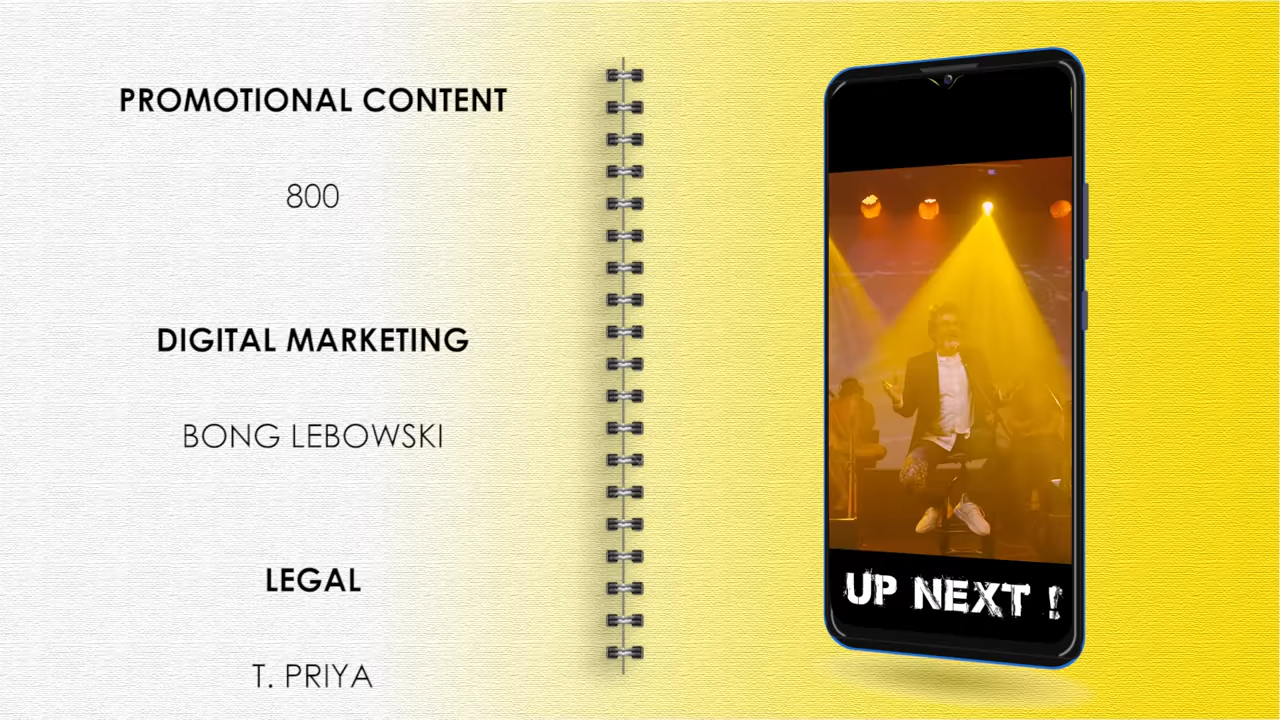 PROMOTIONAL CONTENT
800
DIGITAL MARKETING
BONG LEBOWSKI
LEGAL
T. PRIYA
UP NEXT !